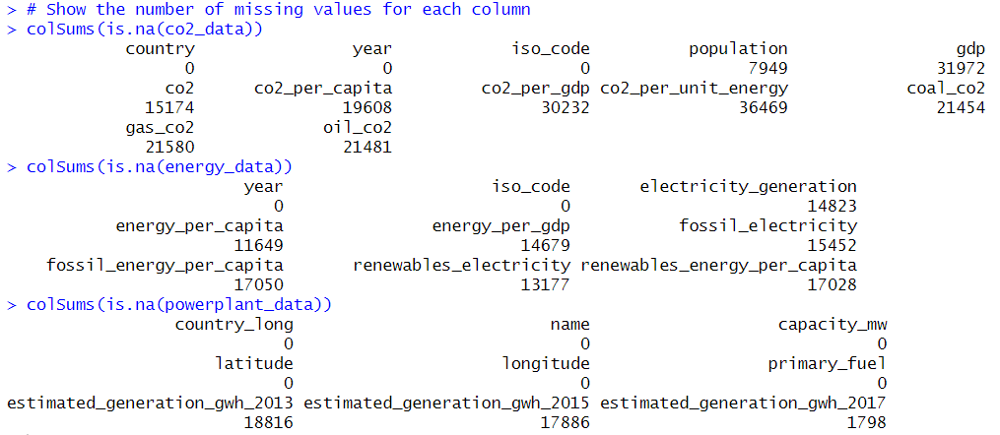 > # Show the number of missing values for each column
> colSums(is.na(co2_data))
country year iso_code population gdp
0 0 0 7949 31972
co2 co2_per_capita co2_per_gdp co2_per_unit_energy coal_co2
15174 19608 30232 36469 21454
gas_co2 oil_co2
21580 21481
> colSums(is.na(energy_data))
year iso_code electricity_generation
0 0 14823
energy_per_capita energy_per_gdp fossil_electricity
11649 14679 15452
fossil_energy_per_capita renewables_electricity renewables_energy_per_capita
17050 13177 17028
> colSums(is.na(powerplant_data))
country_long name capacity_mw
0 0 0
latitude longitude primary_fuel
0 0 0
estimated_generation_gwh_2013 estimated_generation_gwh_2015 estimated_generation_gwh_2017
18816 17886 1798